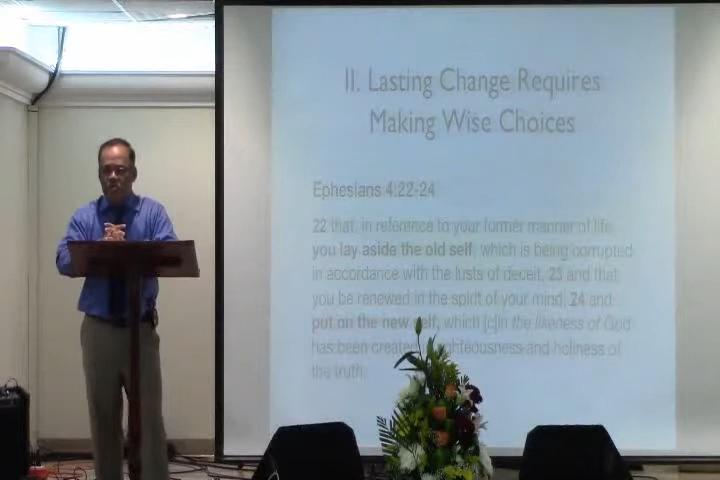 II. Lasting Change Requires
Making Wise Choices
Ephesians 4:22-24
22 that, in reference to your former manner of life,
you lay aside the old self, which is being corrupted
in accordance with the lusts of deceit, 23 and that
you be renewed in the spirit of your mind, 24 and
put on the new self, which [c]in the likeness of God
has been created righteousness and holiness of
the truth.